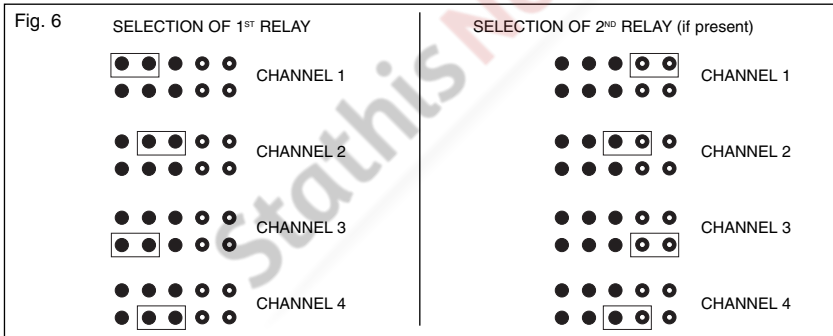 Fig. 6
SELECTION OF 1ST RELAY
CHANNEL 1
CHANNEL 2
CHANNEL 3
CHANNEL 4
SELECTION OF 2ND RELAY (if present)
CHANNEL 1
CHANNEL 2
CHANNEL 3
CHANNEL 4
Stathis